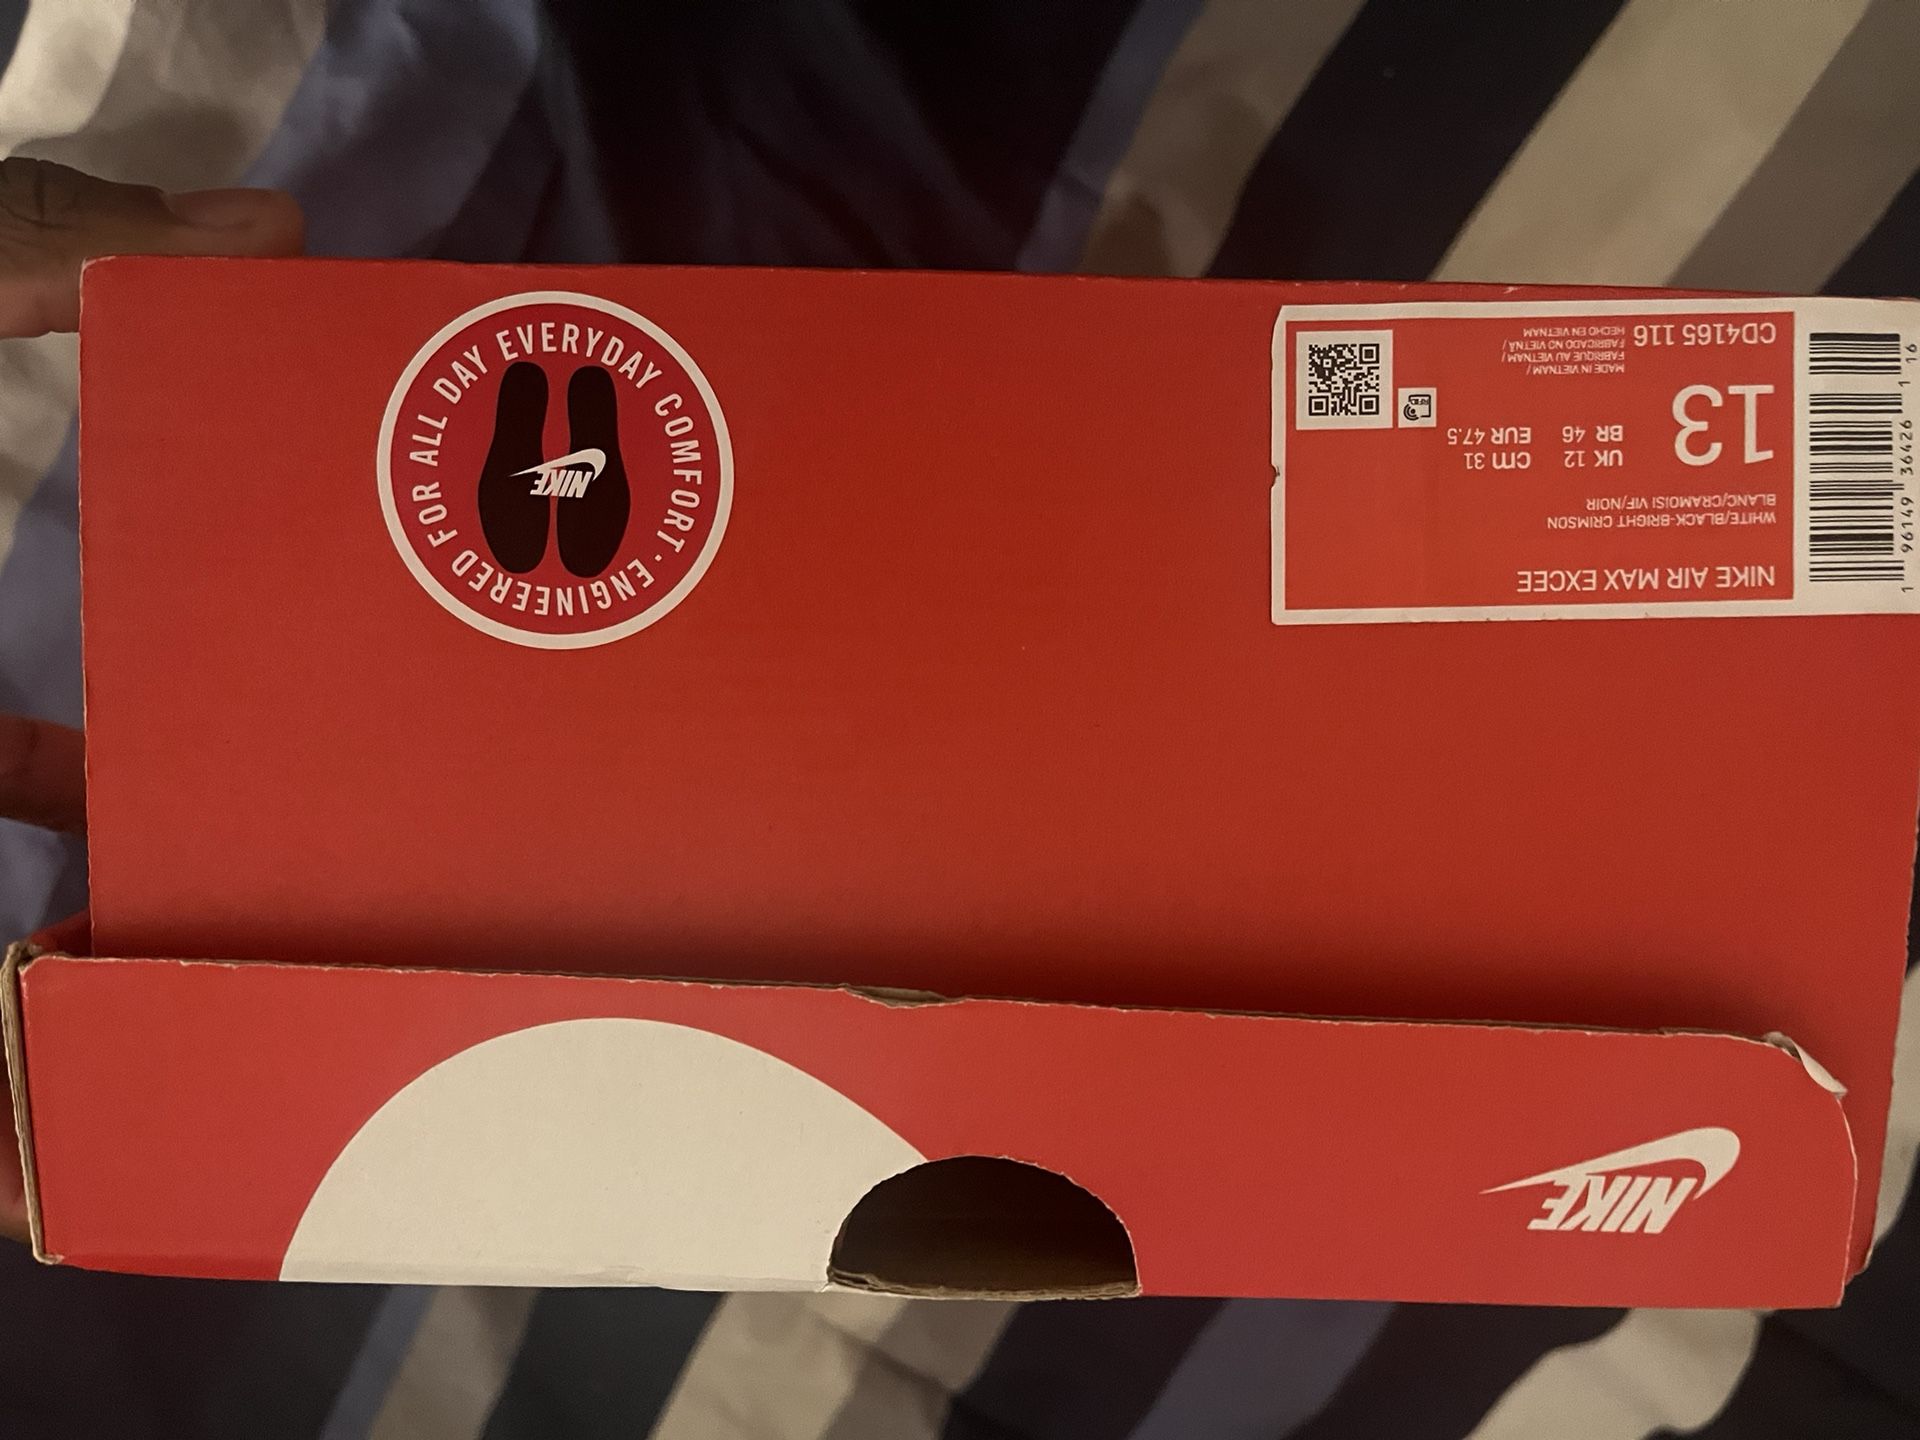 NIKE
NIKE AIR MAX EXCEE
WHITE/BLACK-BRIGHT CRIMSON
BLANC/CRAMOISI VIF/NOIR
13
UK 12 CM 31
BR 46 EUR 47.5
MADE IN VIETNAM /
FABRIQUE AU VIETNAM /
FABRICADO NO VIETNÃ /
HECHO EN VIETNAM
CD4165 116
RFID
1 96149 36426 1 16
ENGINEERED FOR ALL DAY EVERYDAY COMFORT ·
NIKE